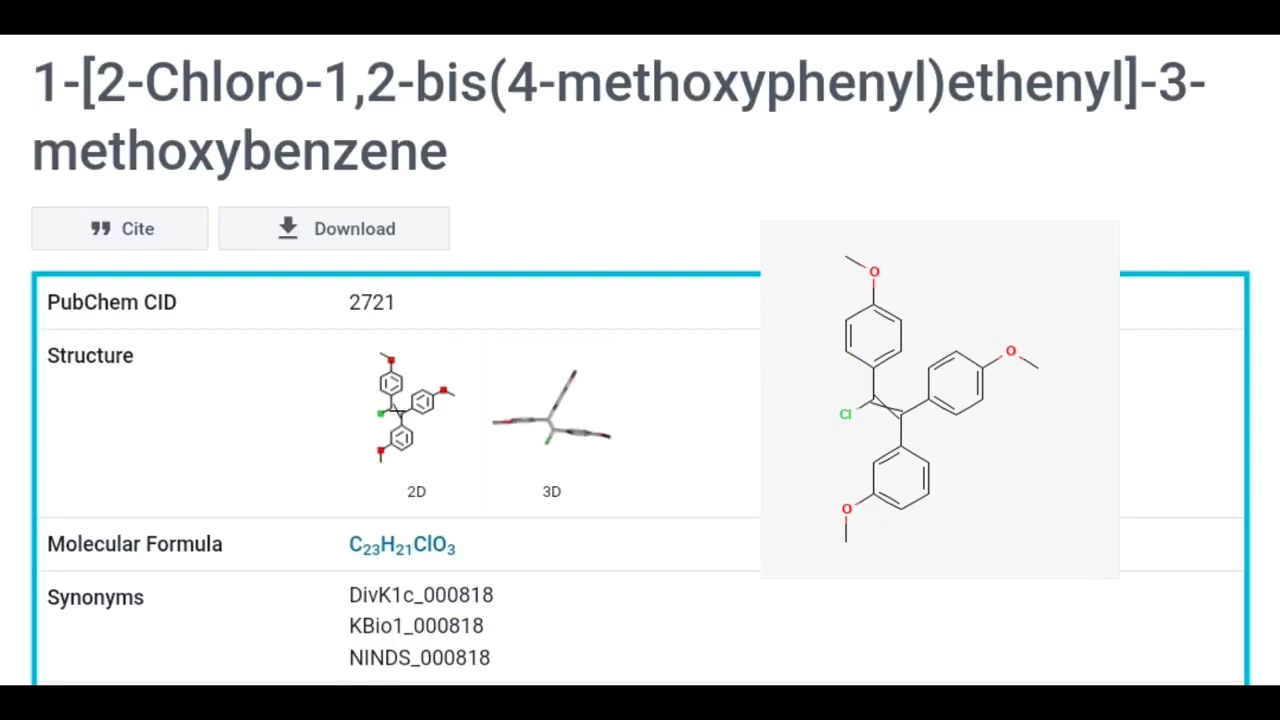 1-[2-Chloro-1,2-bis(4-methoxyphenyl)ethenyl]-3-
methoxybenzene
Cite Download
PubChem CID 2721
Structure
2D 3D
Molecular Formula C₂₃H₂₁ClO₃
Synonyms DivK1c_000818
KBio1_000818
NINDS_000818
O
O
Cl
O